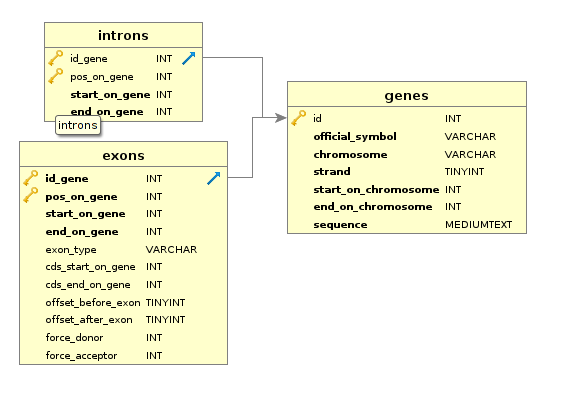 introns
id_gene INT
pos_on_gene INT
start_on_gene INT
end_on_gene INT
introns
exons
id_gene INT
pos_on_gene INT
start_on_gene INT
end_on_gene INT
exon_type VARCHAR
cds_start_on_gene INT
cds_end_on_gene INT
offset_before_exon TINYINT
offset_after_exon TINYINT
force_donor INT
force_acceptor INT
genes
id INT
official_symbol VARCHAR
chromosome VARCHAR
strand TINYINT
start_on_chromosome INT
end_on_chromosome INT
sequence MEDIUMTEXT